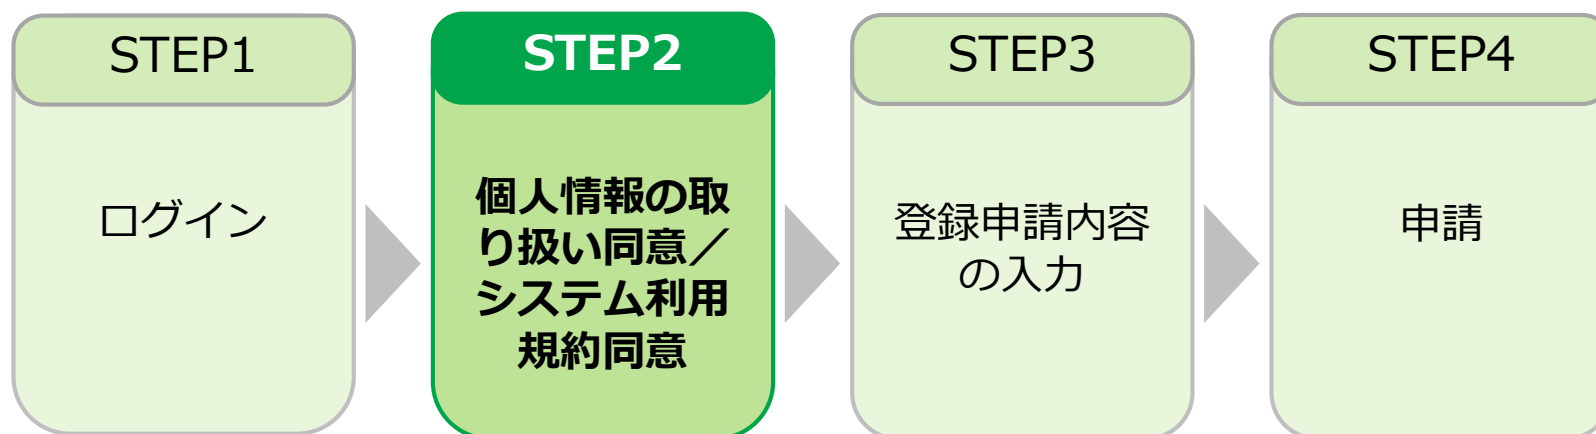 STEP1
ログイン
STEP2
個人情報の取
り扱い同意／
システム利用
規約同意
STEP3
登録申請内容
の入力
STEP4
申請